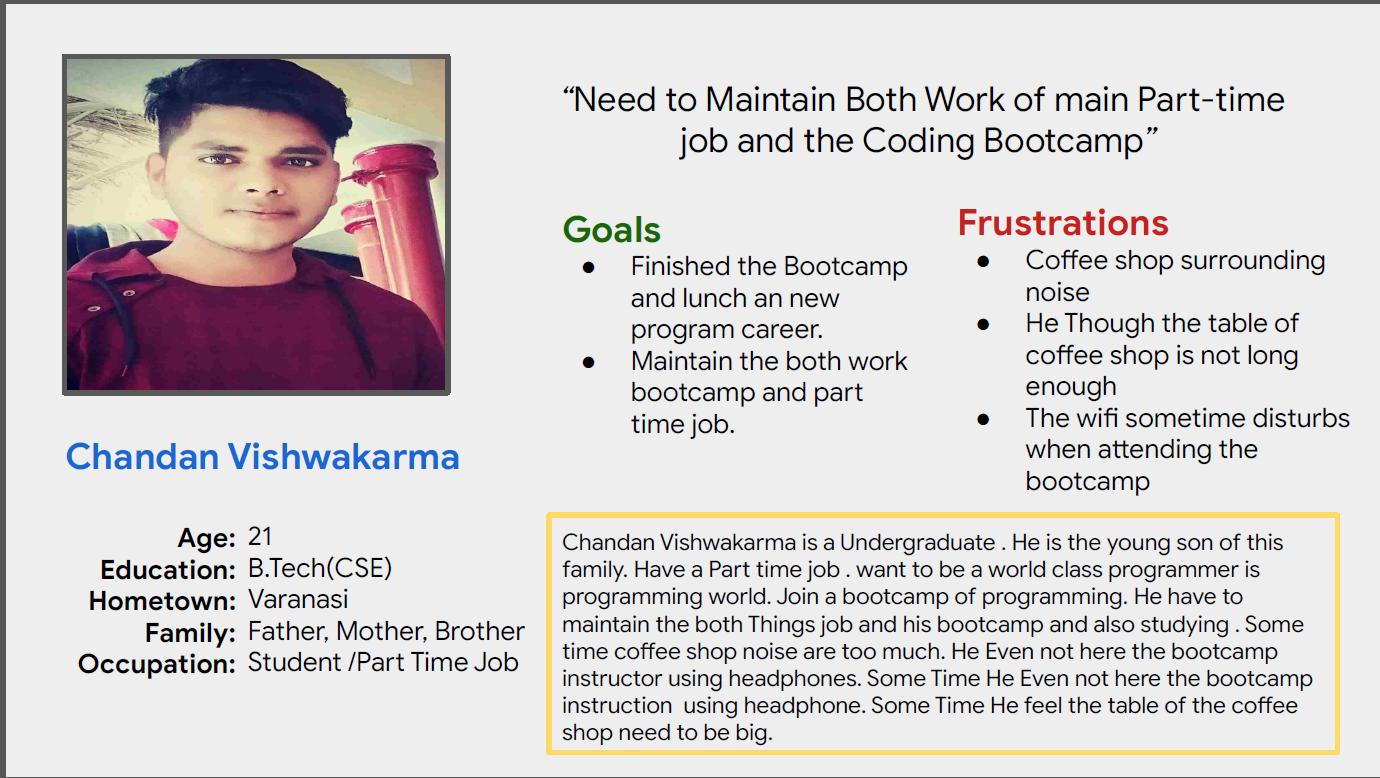 “Need to Maintain Both Work of main Part-time
job and the Coding Bootcamp”
Goals
● Finished the Bootcamp
and lunch an new
program career.
● Maintain the both work
bootcamp and part
time job.
Frustrations
● Coffee shop surrounding
noise
● He Though the table of
coffee shop is not long
enough
● The wifi sometime disturbs
when attending the
bootcamp
Chandan Vishwakarma
Age: 21
Education: B.Tech(CSE)
Hometown: Varanasi
Family: Father, Mother, Brother
Occupation: Student /Part Time Job
Chandan Vishwakarma is a Undergraduate . He is the young son of this
family. Have a Part time job . want to be a world class programmer is
programming world. Join a bootcamp of programming. He have to
maintain the both Things job and his bootcamp and also studying . Some
time coffee shop noise are too much. He Even not here the bootcamp
instructor using headphones. Some Time He Even not here the bootcamp
instruction  using headphone. Some Time He feel the table of the coffee
shop need to be big.